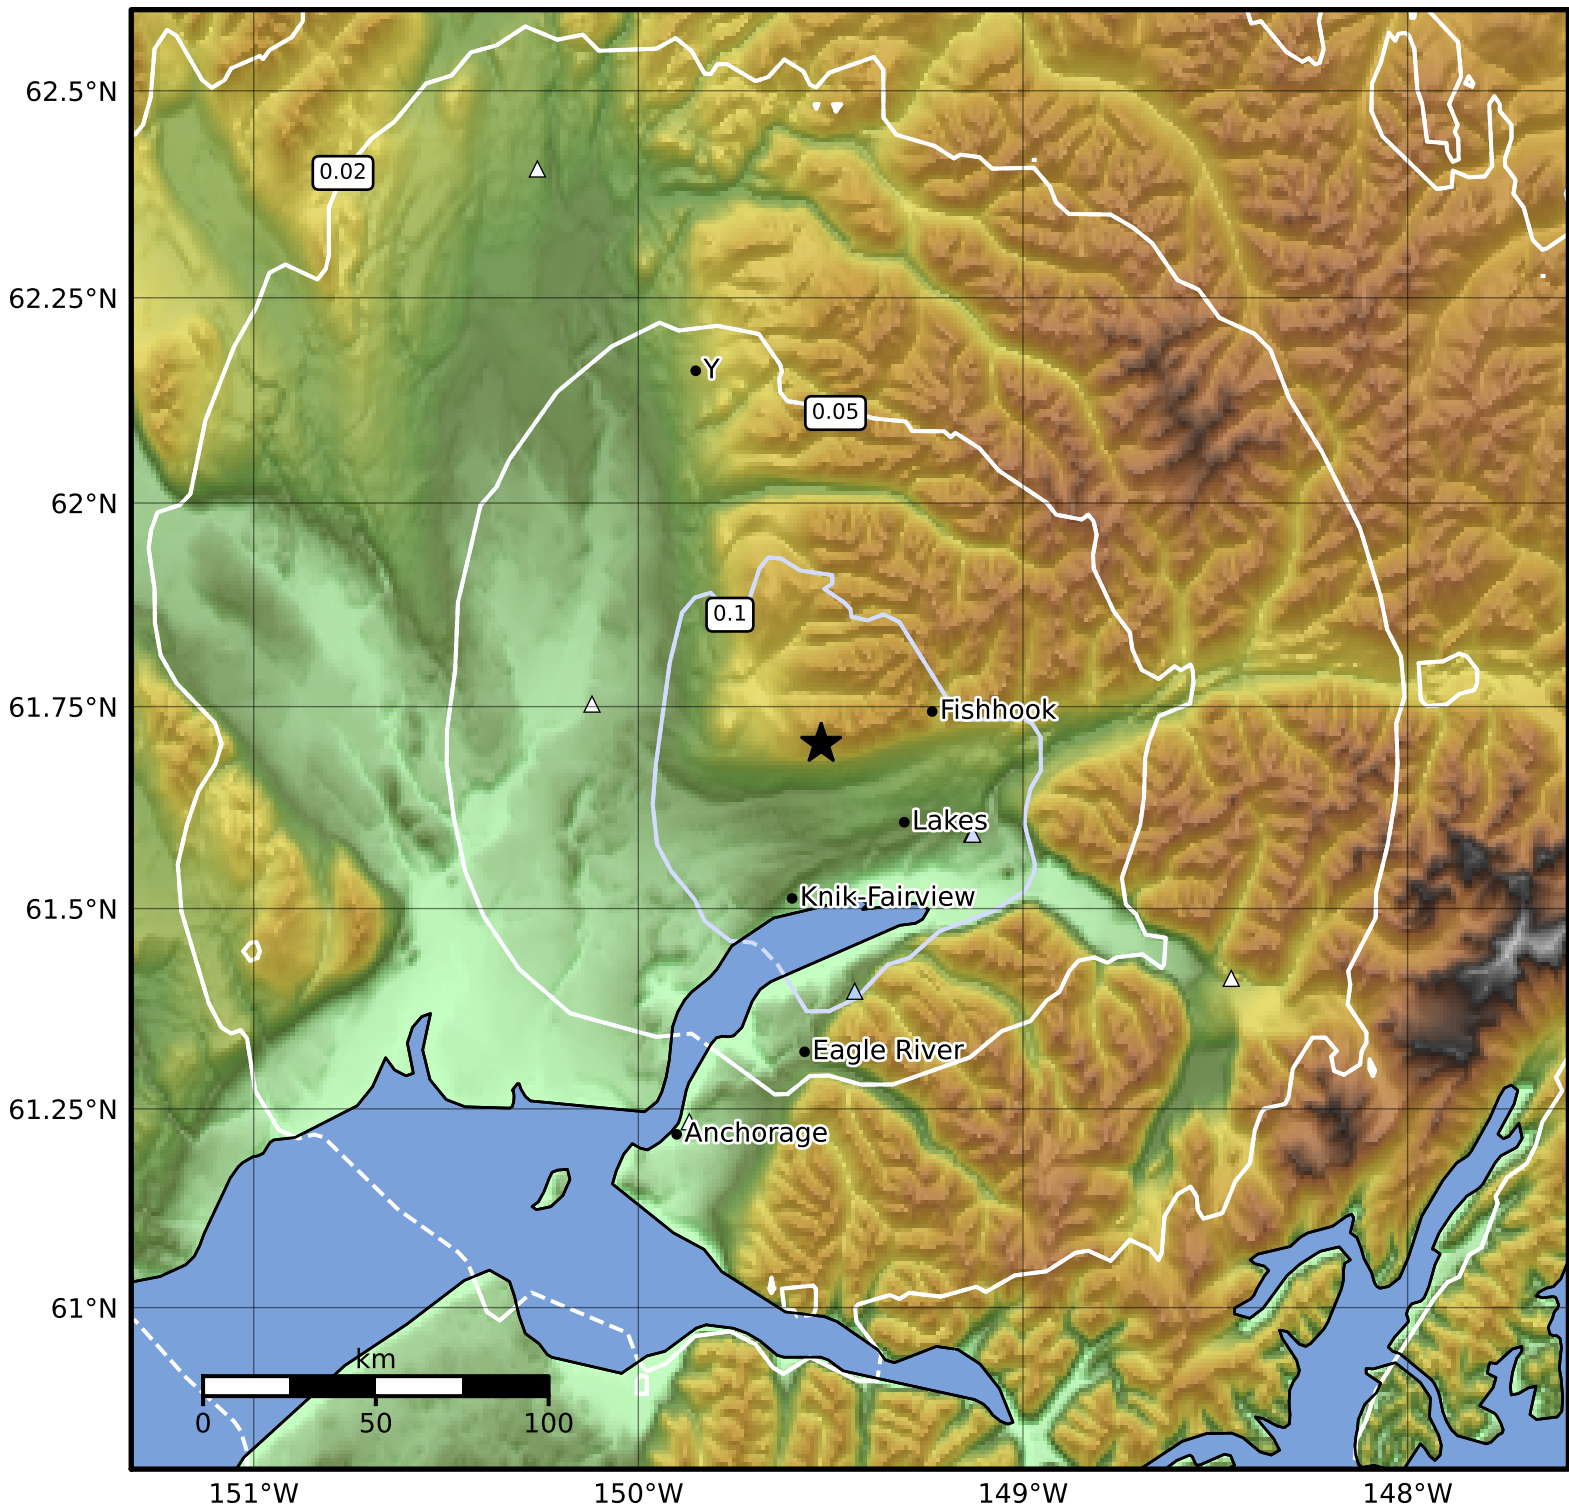 62.5°N
0.02
62.25°N
Y
0.05
62°N
0.1
61.75°N
Fishhook
Lakes
61.5°N
Knik-Fairview
Eagle River
61.25°N
Anchorage
61°N
km
0 50 100
151°W 150°W 149°W 148°W